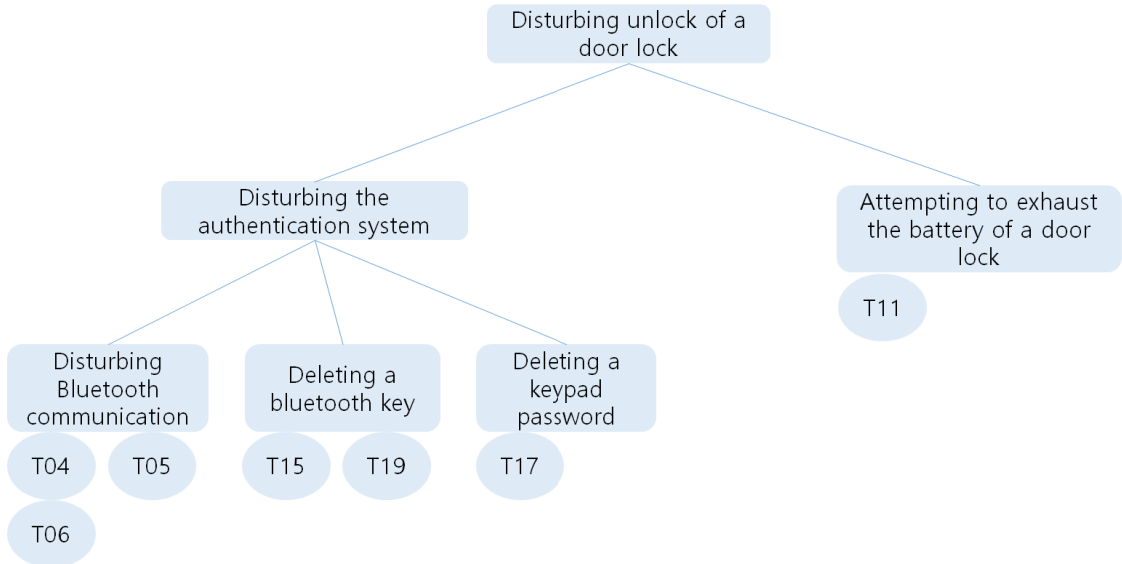 Disturbing unlock of a
door lock
Disturbing the
authentication system
Attempting to exhaust
the battery of a door
lock
T11
Disturbing
Bluetooth
communication
Deleting a
bluetooth key
Deleting a
keypad
password
T04
T05
T15
T19
T17
T06